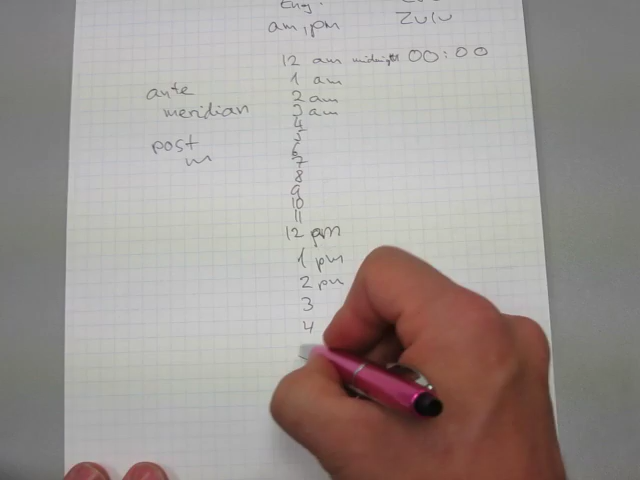 Eng.
am, pm
Zulu
12 am midnight 00:00
1 am
ante
2 am
meridian
3 am
4
5
post
m
6
7
8
9
10
11
12 pm
1 pm
2 pm
3
4